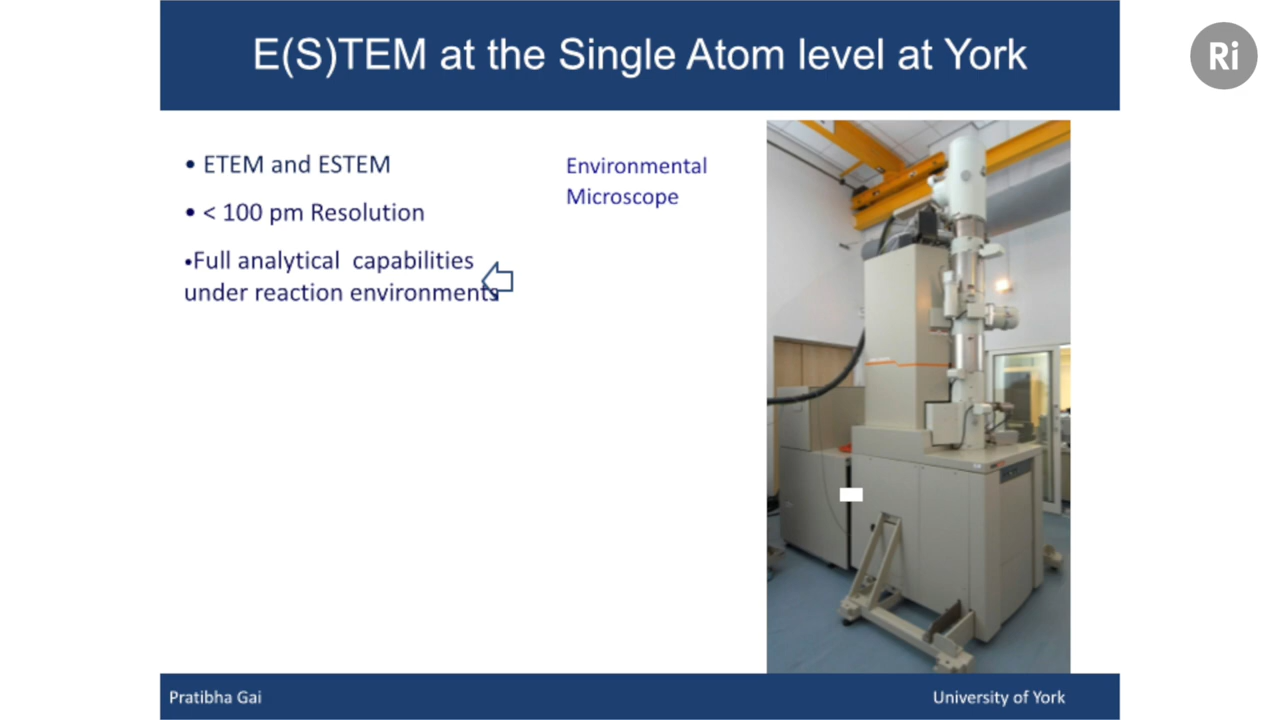 E(S)TEM at the Single Atom level at York
Ri
• ETEM and ESTEM
• < 100 pm Resolution
•Full analytical capabilities
under reaction environments
Environmental
Microscope
Pratibha Gai
University of York